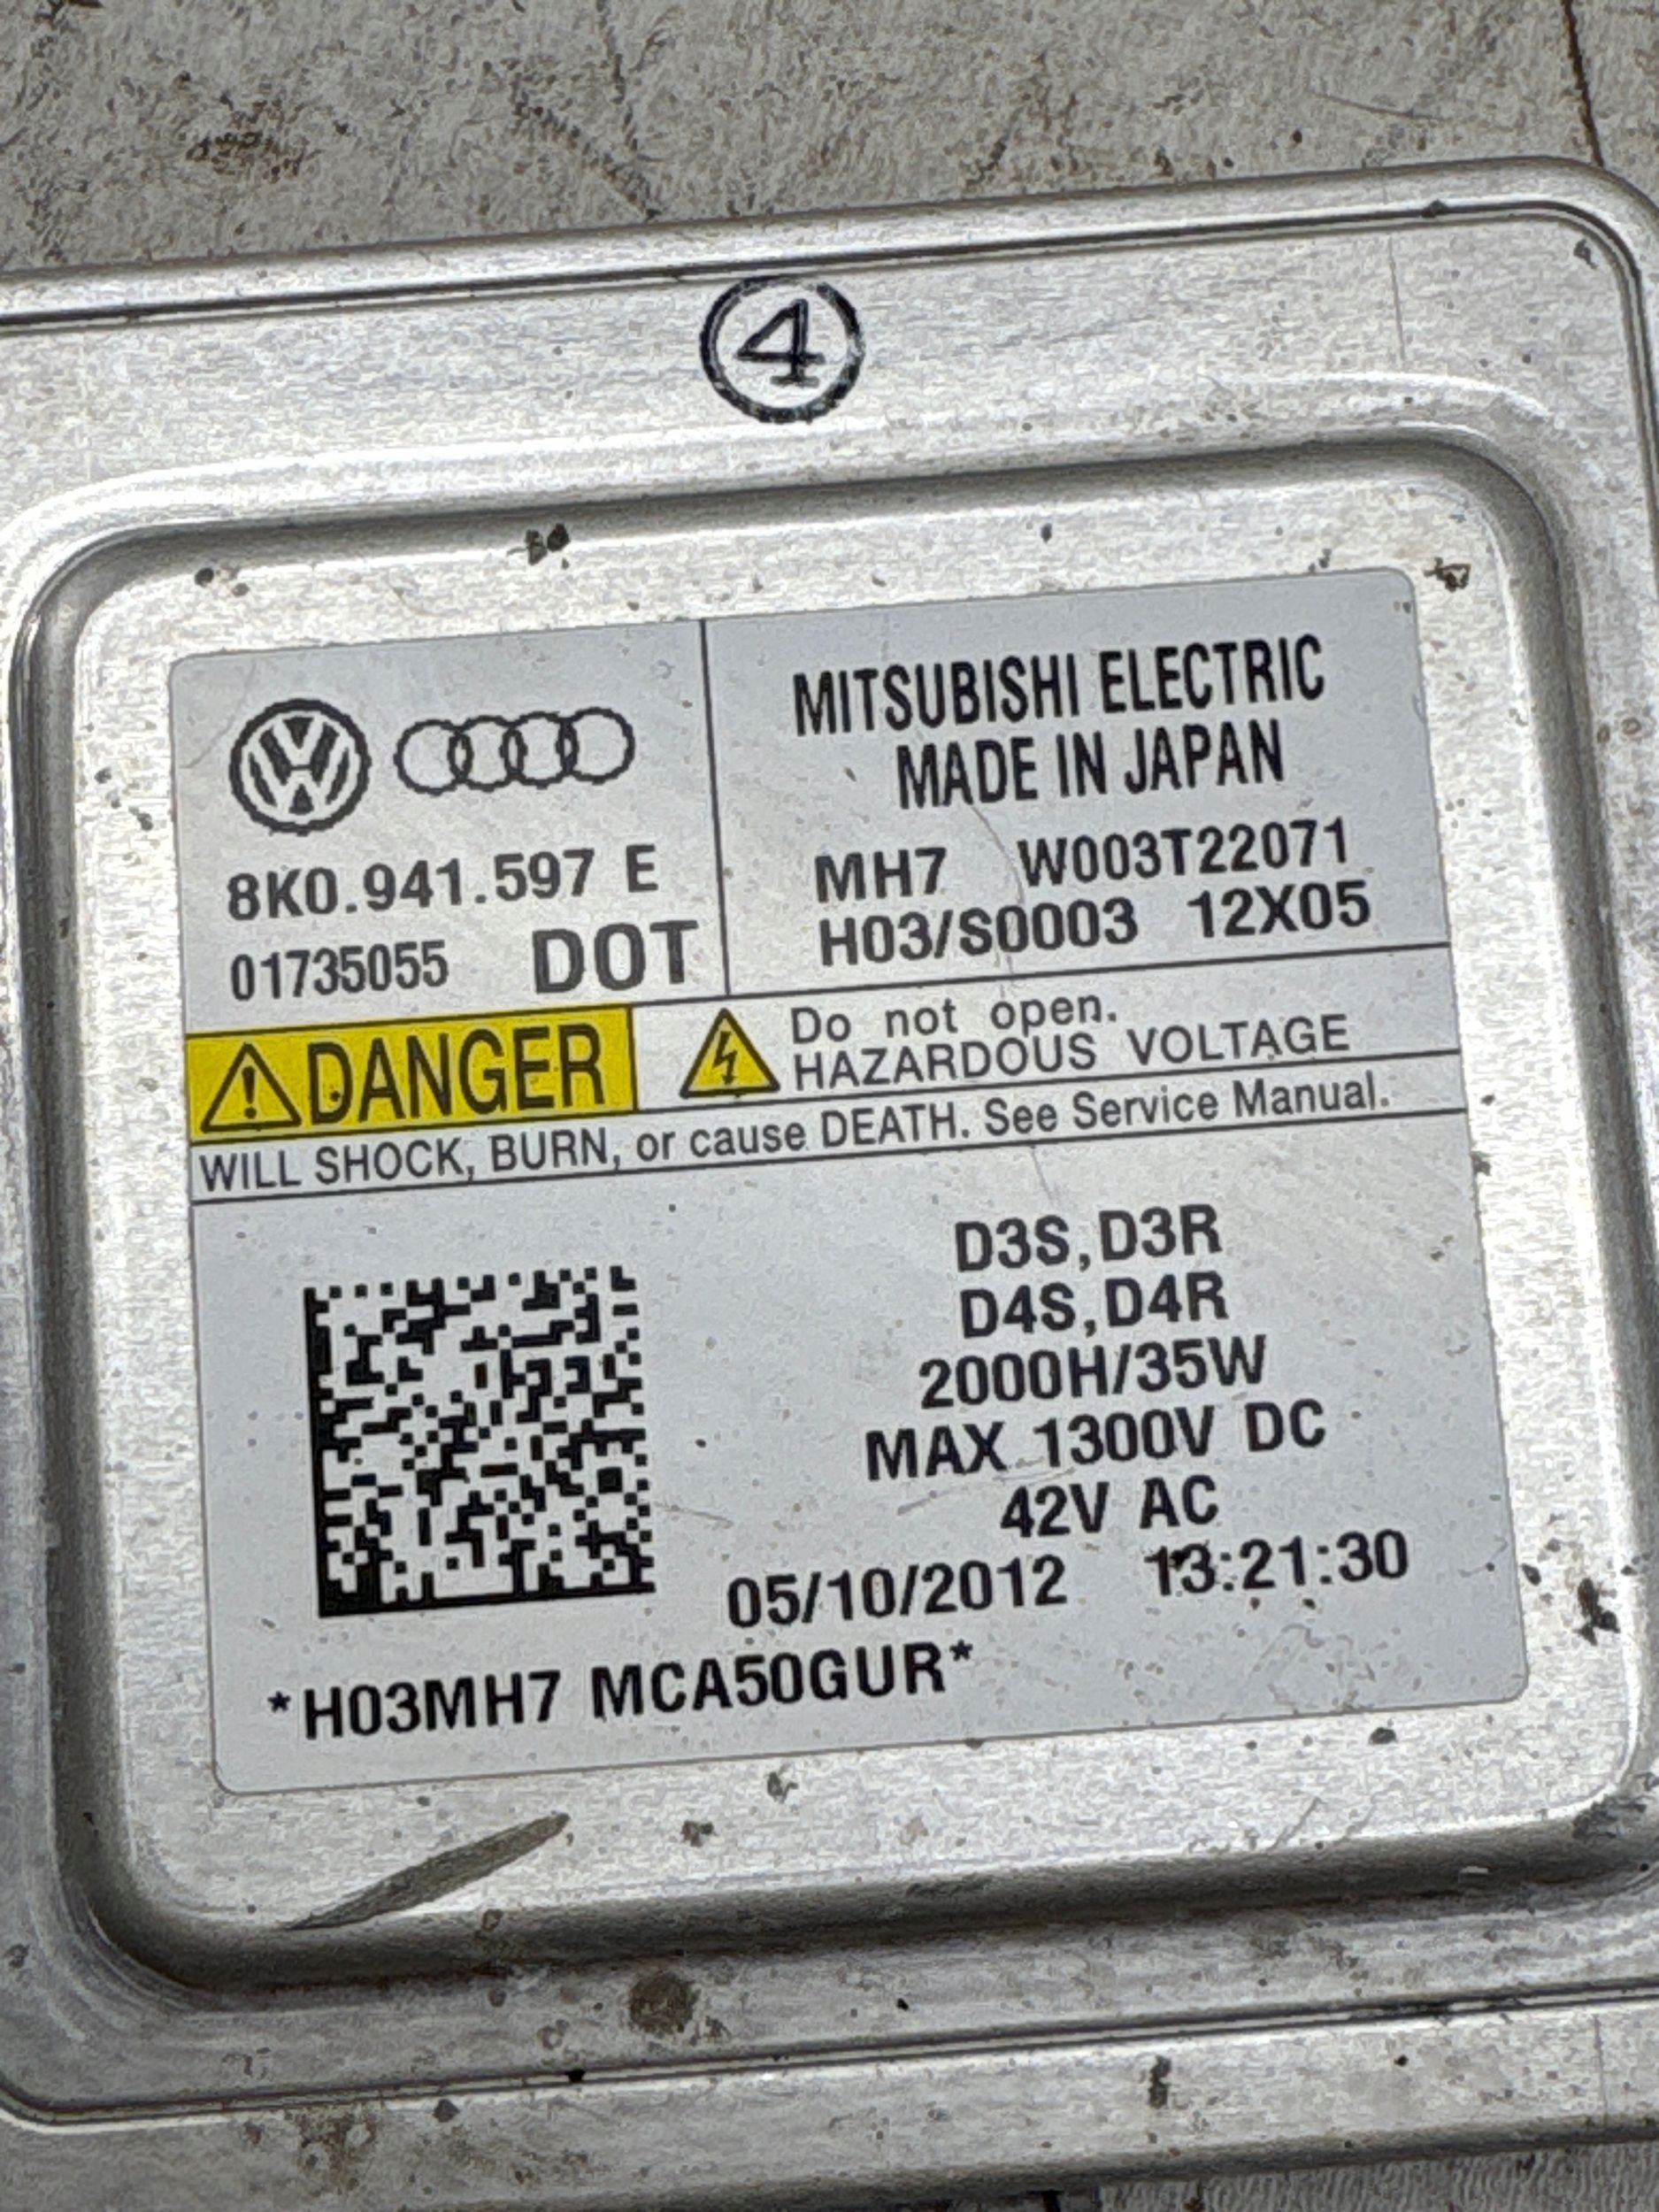 4
8K0.941.597 E
01735055 DOT
MITSUBISHI ELECTRIC
MADE IN JAPAN
MH7 W003T22071
H03/S0003 12X05
DANGER
Do not open.
HAZARDOUS VOLTAGE
WILL SHOCK, BURN, or cause DEATH. See Service Manual.
D3S,D3R
D4S,D4R
2000H/35W
MAX 1300V DC
42V AC
05/10/2012 13:21:30
*H03MH7 MCA50GUR*